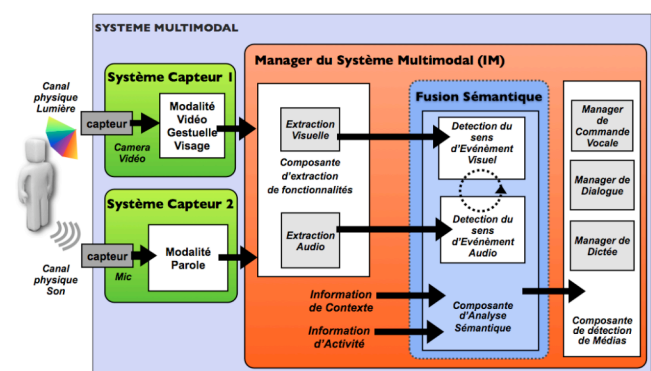 SYSTEME MULTIMODAL
Canal
physique
Lumière
capteur
Camera
Vidéo
Système Capteur 1
Modalité
Vidéo
Gestuelle
Visage
Système Capteur 2
capteur
Mic
Modalité
Parole
Canal
physique
Son
Manager du Système Multimodal (IM)
Extraction
Visuelle
Composante
d'extraction
de fonctionnalités
Extraction
Audio
Information
de Contexte
Information
d'Activité
Fusion Sémantique
Detection du
sens
d'Evénement
Visuel
Detection du
sens
d'Evénement
Audio
Composante
d'Analyse
Sémantique
Manager
de
Commande
Vocale
Manager de
Dialogue
Manager de
Dictée
Composante
de détection
de Médias